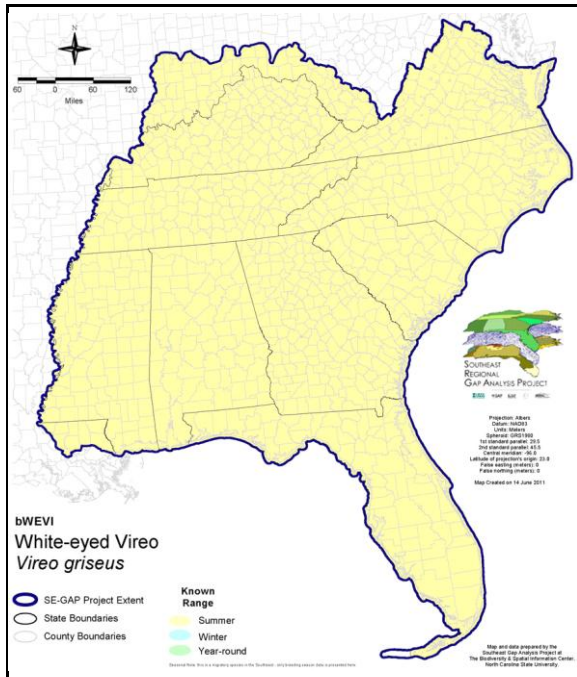 N
60 0 60 120
Miles
SOUTHEAST
REGIONAL
GAP ANALYSIS PROJECT
Projection: Albers
Datum: NAD83
Units: Meters
Spheroid: GRS1980
1st standard parallel: 29.5
2nd standard parallel: 45.5
Central meridian: -96.0
Latitude of projection's origin: 23.0
False easting (meters): 0
False northing (meters): 0
Map Created on 14 June 2011
bWEVI
White-eyed Vireo
Vireo griseus
SE-GAP Project Extent
State Boundaries
County Boundaries
Known
Range
Summer
Winter
Year-round
Map and data prepared by the
Southeast Gap Analysis Project at
The Biodiversity & Spatial Information Center,
North Carolina State University.